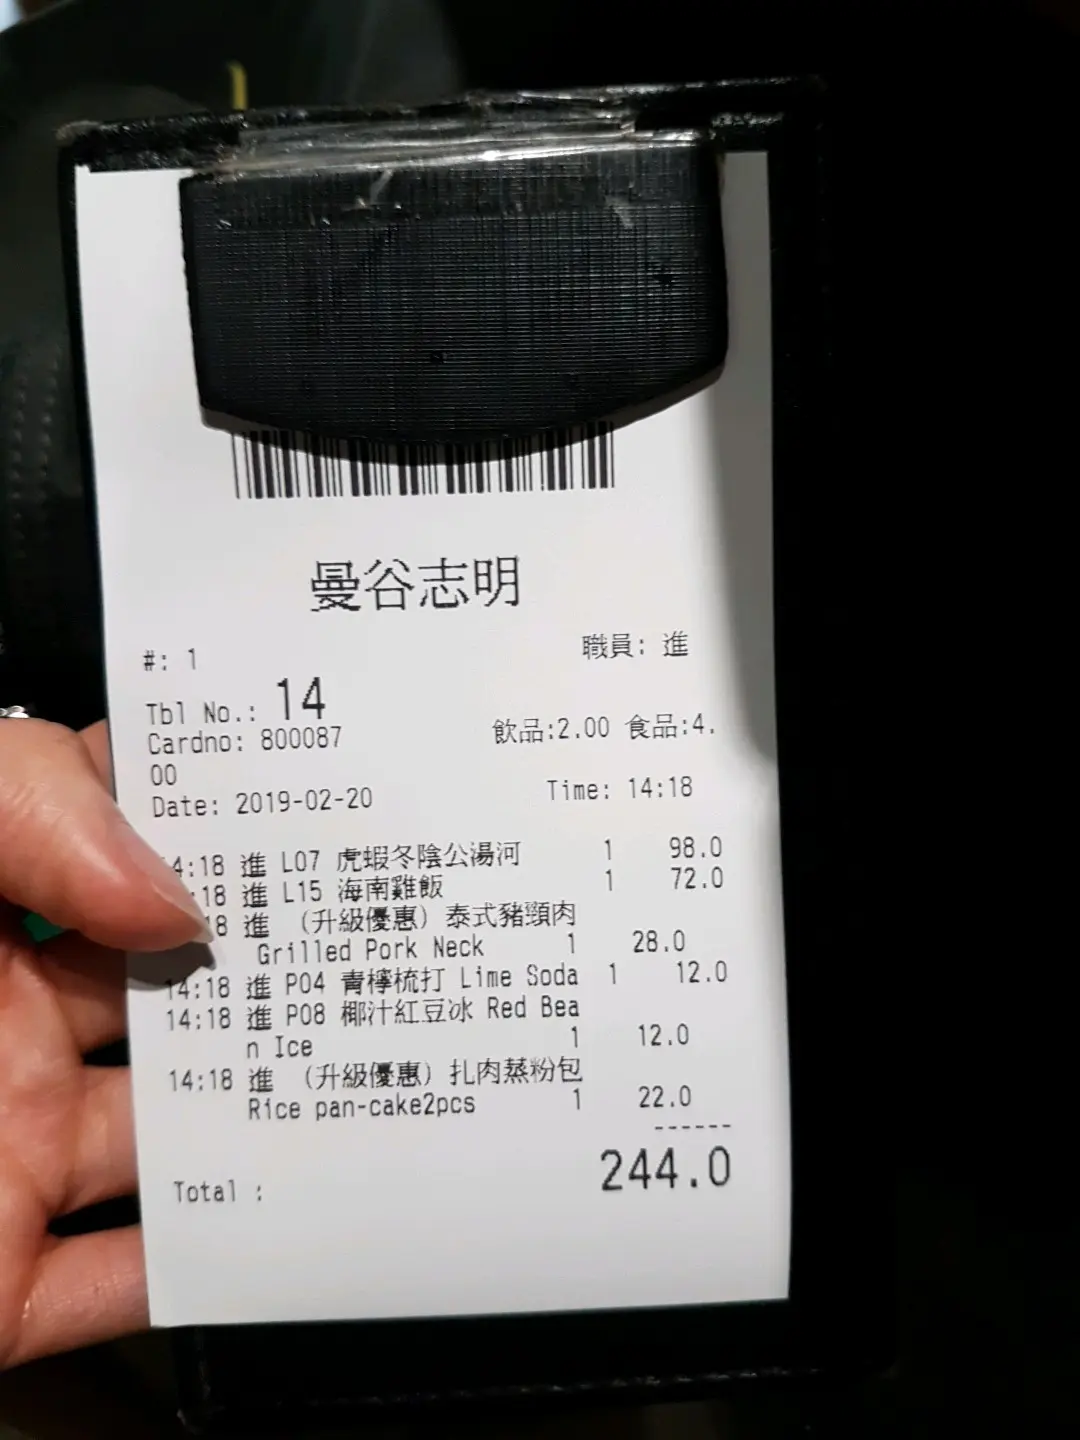 曼谷志明
#: 1 職員: 進
Tbl No.: 14
Cardno: 800087 飲品:2.00 食品:4.
00
Date: 2019-02-20 Time: 14:18
4:18 進 L07 虎蝦冬陰公湯河 1 98.0
:18 進 L15 海南雞飯 1 72.0
18 進 (升級優惠) 泰式豬頸肉
Grilled Pork Neck 1 28.0
14:18 進 P04 青檸梳打 Lime Soda 1 12.0
14:18 進 P08 椰汁紅豆冰 Red Bea
n Ice 1 12.0
14:18 進 (升級優惠) 扎肉蒸粉包
Rice pan-cake2pcs 1 22.0
------
Total : 244.0